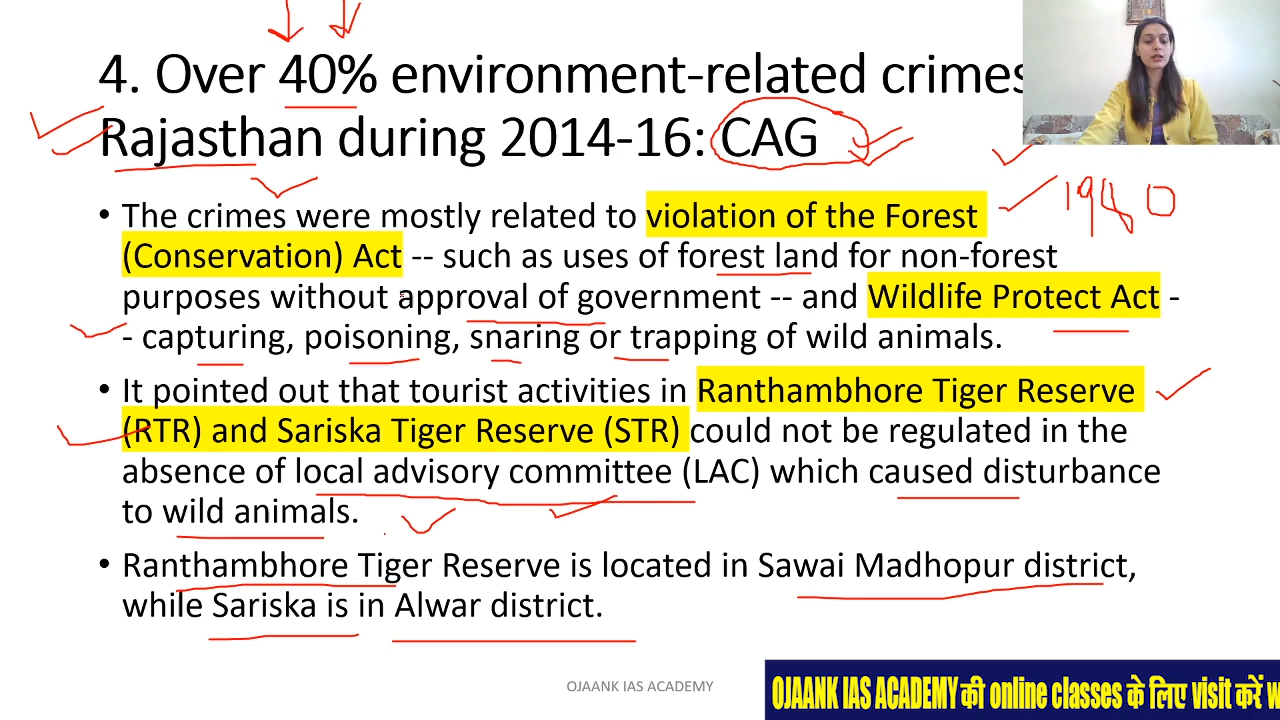 4. Over 40% environment-related crimes
Rajasthan during 2014-16: CAG
1980
• The crimes were mostly related to violation of the Forest
(Conservation) Act -- such as uses of forest land for non-forest
purposes without approval of government -- and Wildlife Protect Act -
- capturing, poisoning, snaring or trapping of wild animals.
• It pointed out that tourist activities in Ranthambhore Tiger Reserve
(RTR) and Sariska Tiger Reserve (STR) could not be regulated in the
absence of local advisory committee (LAC) which caused disturbance
to wild animals.
• Ranthambhore Tiger Reserve is located in Sawai Madhopur district,
while Sariska is in Alwar district.
OJAANK IAS ACADEMY
OJAANK IAS ACADEMY की online classes के लिए visit करें w